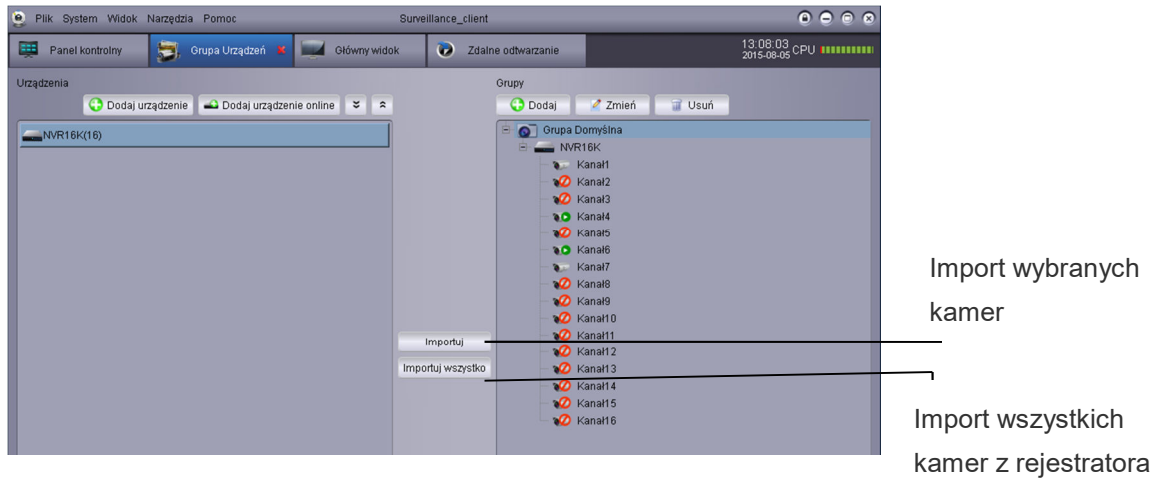 Plik System Widok Narzędzia Pomoc
Surveillance_client
Panel kontrolny
Grupa Urządzeń
Główny widok
Zdalne odtwarzanie
13:08:03
2015-08-05
CPU
Urządzenia
Dodaj urządzenie
Dodaj urządzenie online
NVR16K(16)
Importuj
Importuj wszystko
Grupy
Dodaj
Zmień
Usuń
Grupa Domyślna
NVR16K
Kanał1
Kanał2
Kanał3
Kanał4
Kanał5
Kanał6
Kanał7
Kanał8
Kanał9
Kanał10
Kanał11
Kanał12
Kanał13
Kanał14
Kanał15
Kanał16
Import wybranych
kamer
Import wszystkich
kamer z rejestratora